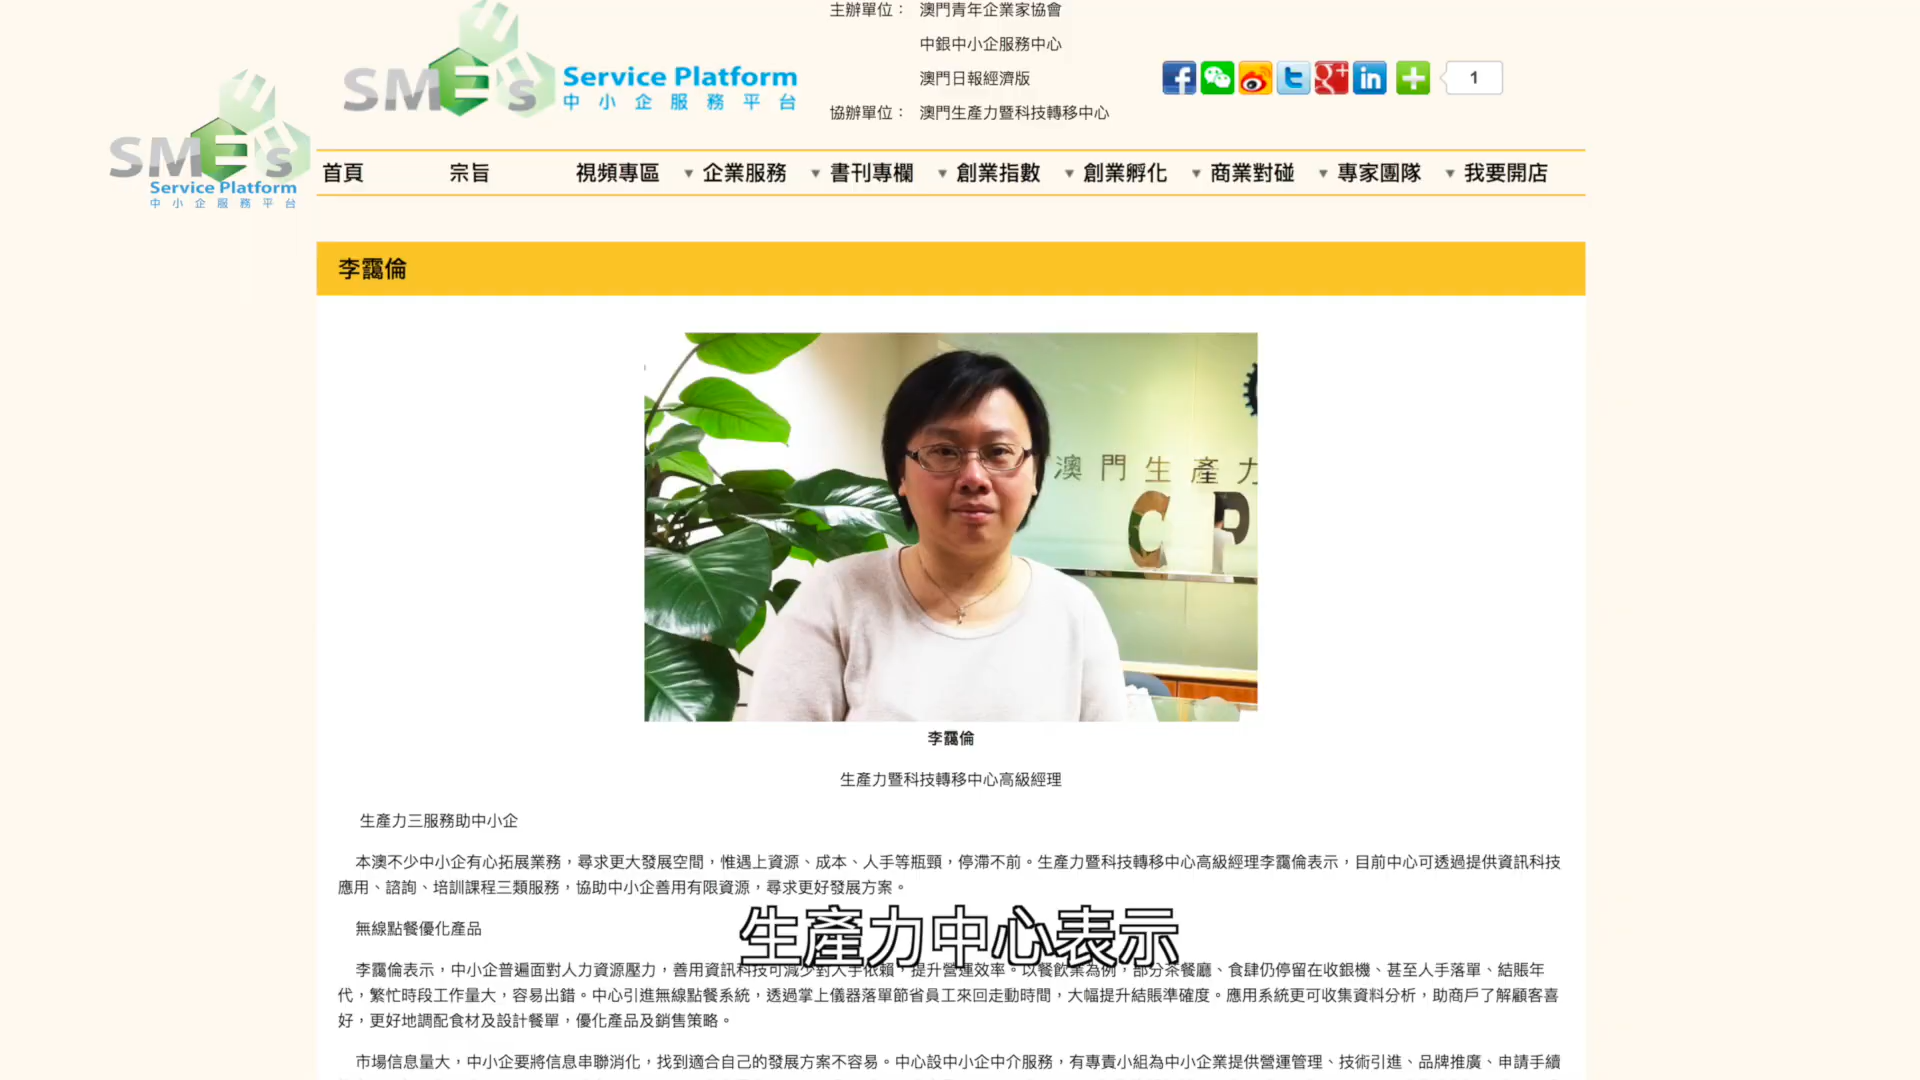 主辦單位： 澳門青年企業家協會
中銀中小企服務中心
澳門日報經濟版
協辦單位： 澳門生產力暨科技轉移中心
SMEs
Service Platform
中小企服務平台
1
SMEs
Service Platform
中小企服務平台
首頁 宗旨 視頻專區 企業服務 書刊專欄 創業指數 創業孵化 商業對碰 專家團隊 我要開店
李靄倫
澳門生產力
CP
李靄倫
生產力暨科技轉移中心高級經理
生產力三服務助中小企
本澳不少中小企有心拓展業務，尋求更大發展空間，惟遇上資源、成本、人手等瓶頸，停滯不前。生產力暨科技轉移中心高級經理李靄倫表示，目前中心可透過提供資訊科技
應用、諮詢、培訓課程三類服務，協助中小企善用有限資源，尋求更好發展方案。
無線點餐優化產品
生產力中心表示
李靄倫表示，中小企普遍面對人力資源壓力，善用資訊科技可減少對人手依賴，提升營運效率。以餐飲業為例，部分茶餐廳、食肆仍停留在收銀機、甚至人手落單、結賬年
代，繁忙時段工作量大，容易出錯。中心引進無線點餐系統，透過掌上儀器落單節省員工來回走動時間，大幅提升結賬準確度。應用系統更可收集資料分析，助商戶了解顧客喜
好，更好地調配食材及設計餐單，優化產品及銷售策略。
市場信息量大，中小企要將信息串聯消化，找到適合自己的發展方案不容易。中心設中小企中介服務，有專責小組為中小企業提供營運管理、技術引進、品牌推廣、申請手續